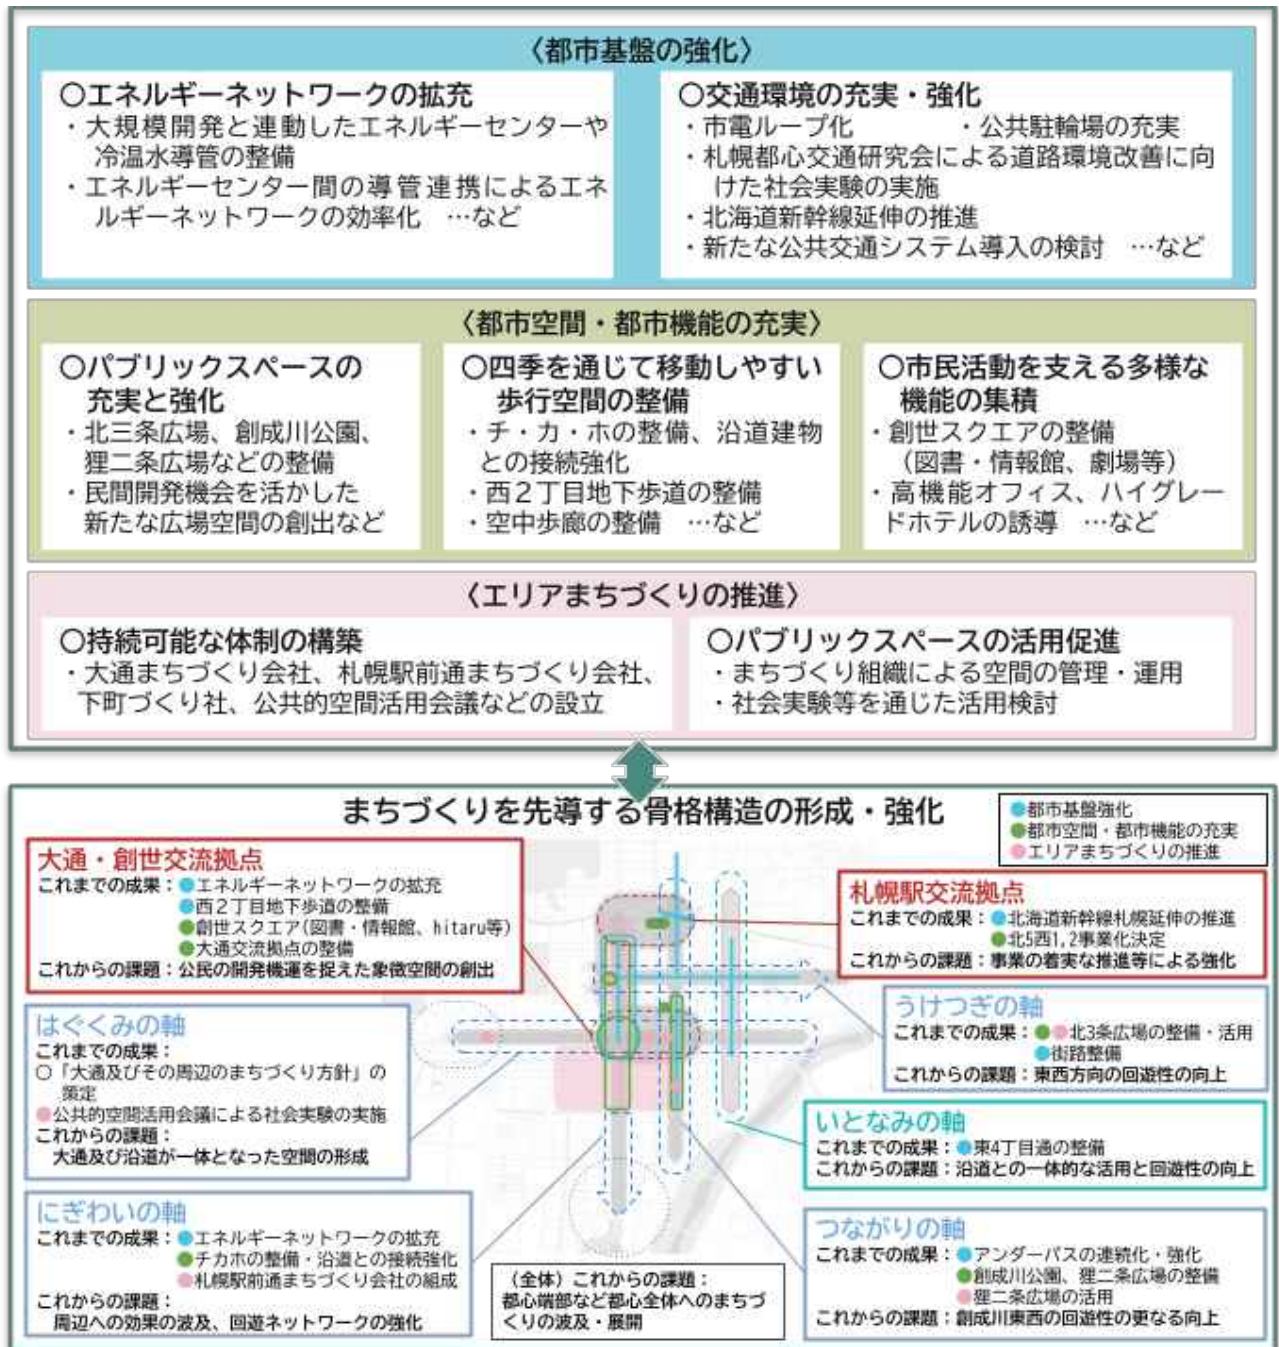 〈都市基盤の強化〉
○エネルギーネットワークの拡充
・大規模開発と連動したエネルギーセンターや
冷温水導管の整備
・エネルギーセンター間の導管連携によるエネ
ルギーネットワークの効率化　…など
○交通環境の充実・強化
・市電ループ化　・公共駐輪場の充実
・札幌都心交通研究会による道路環境改善に向
けた社会実験の実施
・北海道新幹線延伸の推進
・新たな公共交通システム導入の検討　…など
〈都市空間・都市機能の充実〉
○パブリックスペースの
充実と強化
・北三条広場、創成川公園、
狸二条広場などの整備
・民間開発機会を活かした
新たな広場空間の創出など
○四季を通じて移動しやすい
歩行空間の整備
・チ・カ・ホの整備、沿道建物
との接続強化
・西２丁目地下歩道の整備
・空中歩廊の整備　…など
○市民活動を支える多様な
機能の集積
・創世スクエアの整備
（図書・情報館、劇場等）
・高機能オフィス、ハイグレー
ドホテルの誘導　…など
〈エリアまちづくりの推進〉
○持続可能な体制の構築
・大通まちづくり会社、札幌駅前通まちづくり会社、
下町づくり社、公共的空間活用会議などの設立
○パブリックスペースの活用促進
・まちづくり組織による空間の管理・運用
・社会実験等を通じた活用検討
まちづくりを先導する骨格構造の形成・強化
●都市基盤強化
●都市空間・都市機能の充実
●エリアまちづくりの推進
大通・創世交流拠点
これまでの成果：●エネルギーネットワークの拡充
●西２丁目地下歩道の整備
●創世スクエア(図書・情報館、hitaru等)
●大通交流拠点の整備
これからの課題：公民の開発機運を捉えた象徴空間の創出
札幌駅交流拠点
これまでの成果：●北海道新幹線札幌延伸の推進
●北5西1,2事業化決定
これからの課題：事業の着実な推進等による強化
はぐくみの軸
これまでの成果：
○「大通及びその周辺のまちづくり方針」の
策定
●公共的空間活用会議による社会実験の実施
これからの課題：
大通及び沿道が一体となった空間の形成
うけつぎの軸
これまでの成果：●●北3条広場の整備・活用
●街路整備
これからの課題：東西方向の回遊性の向上
いとなみの軸
これまでの成果：●東4丁目通の整備
これからの課題：沿道との一体的な活用と回遊性の向上
にぎわいの軸
これまでの成果：●エネルギーネットワークの拡充
●チカホの整備・沿道との接続強化
●札幌駅前通まちづくり会社の組成
これからの課題：
周辺への効果の波及、回遊ネットワークの強化
（全体）これからの課題：
都心端部など都心全体へのまちづ
くりの波及・展開
つながりの軸
これまでの成果：●アンダーパスの連続化・強化
●創成川公園、狸二条広場の整備
●狸二条広場の活用
これからの課題：創成川東西の回遊性の更なる向上